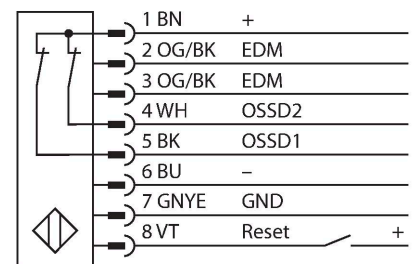 1 BN +
2 OG/BK EDM
3 OG/BK EDM
4 WH OSSD2
5 BK OSSD1
6 BU –
7 GNYE GND
8 VT Reset +